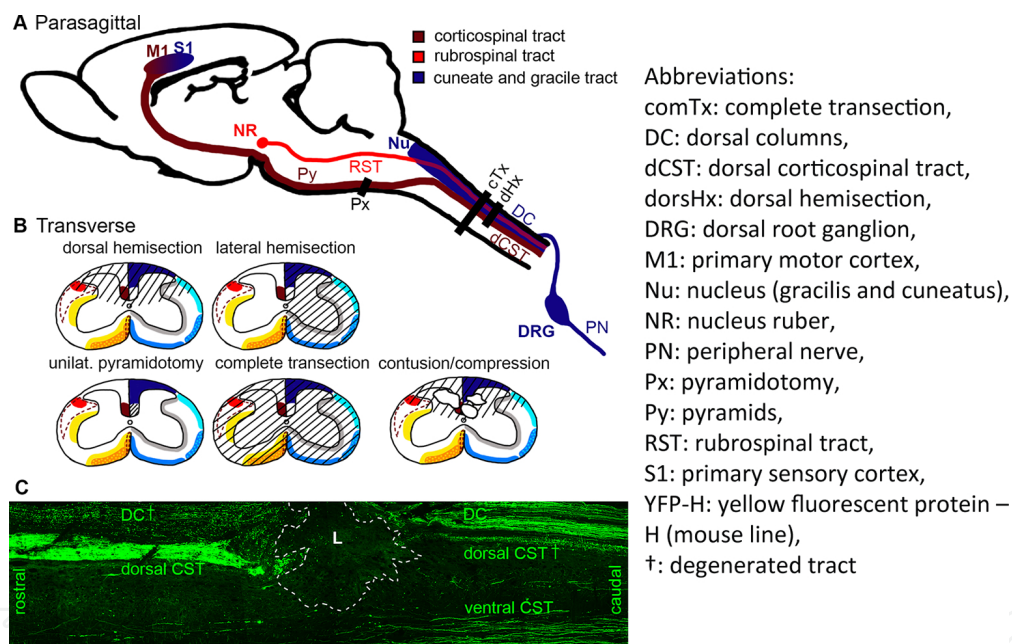 A Parasagittal
M1 S1
corticospinal tract
rubrospinal tract
cuneate and gracile tract
NR
Nu
RST
Py
Px
cTx
dHx
DC
dCST
DRG
PN
B Transverse
dorsal hemisection
lateral hemisection
unilat. pyramidotomy
complete transection
contusion/compression
C
DC†
L
DC
dorsal CST
dorsal CST †
ventral CST
rostral
caudal
Abbreviations:
comTx: complete transection,
DC: dorsal columns,
dCST: dorsal corticospinal tract,
dorsHx: dorsal hemisection,
DRG: dorsal root ganglion,
M1: primary motor cortex,
Nu: nucleus (gracilis and cuneatus),
NR: nucleus ruber,
PN: peripheral nerve,
Px: pyramidotomy,
Py: pyramids,
RST: rubrospinal tract,
S1: primary sensory cortex,
YFP-H: yellow fluorescent protein –
H (mouse line),
†: degenerated tract